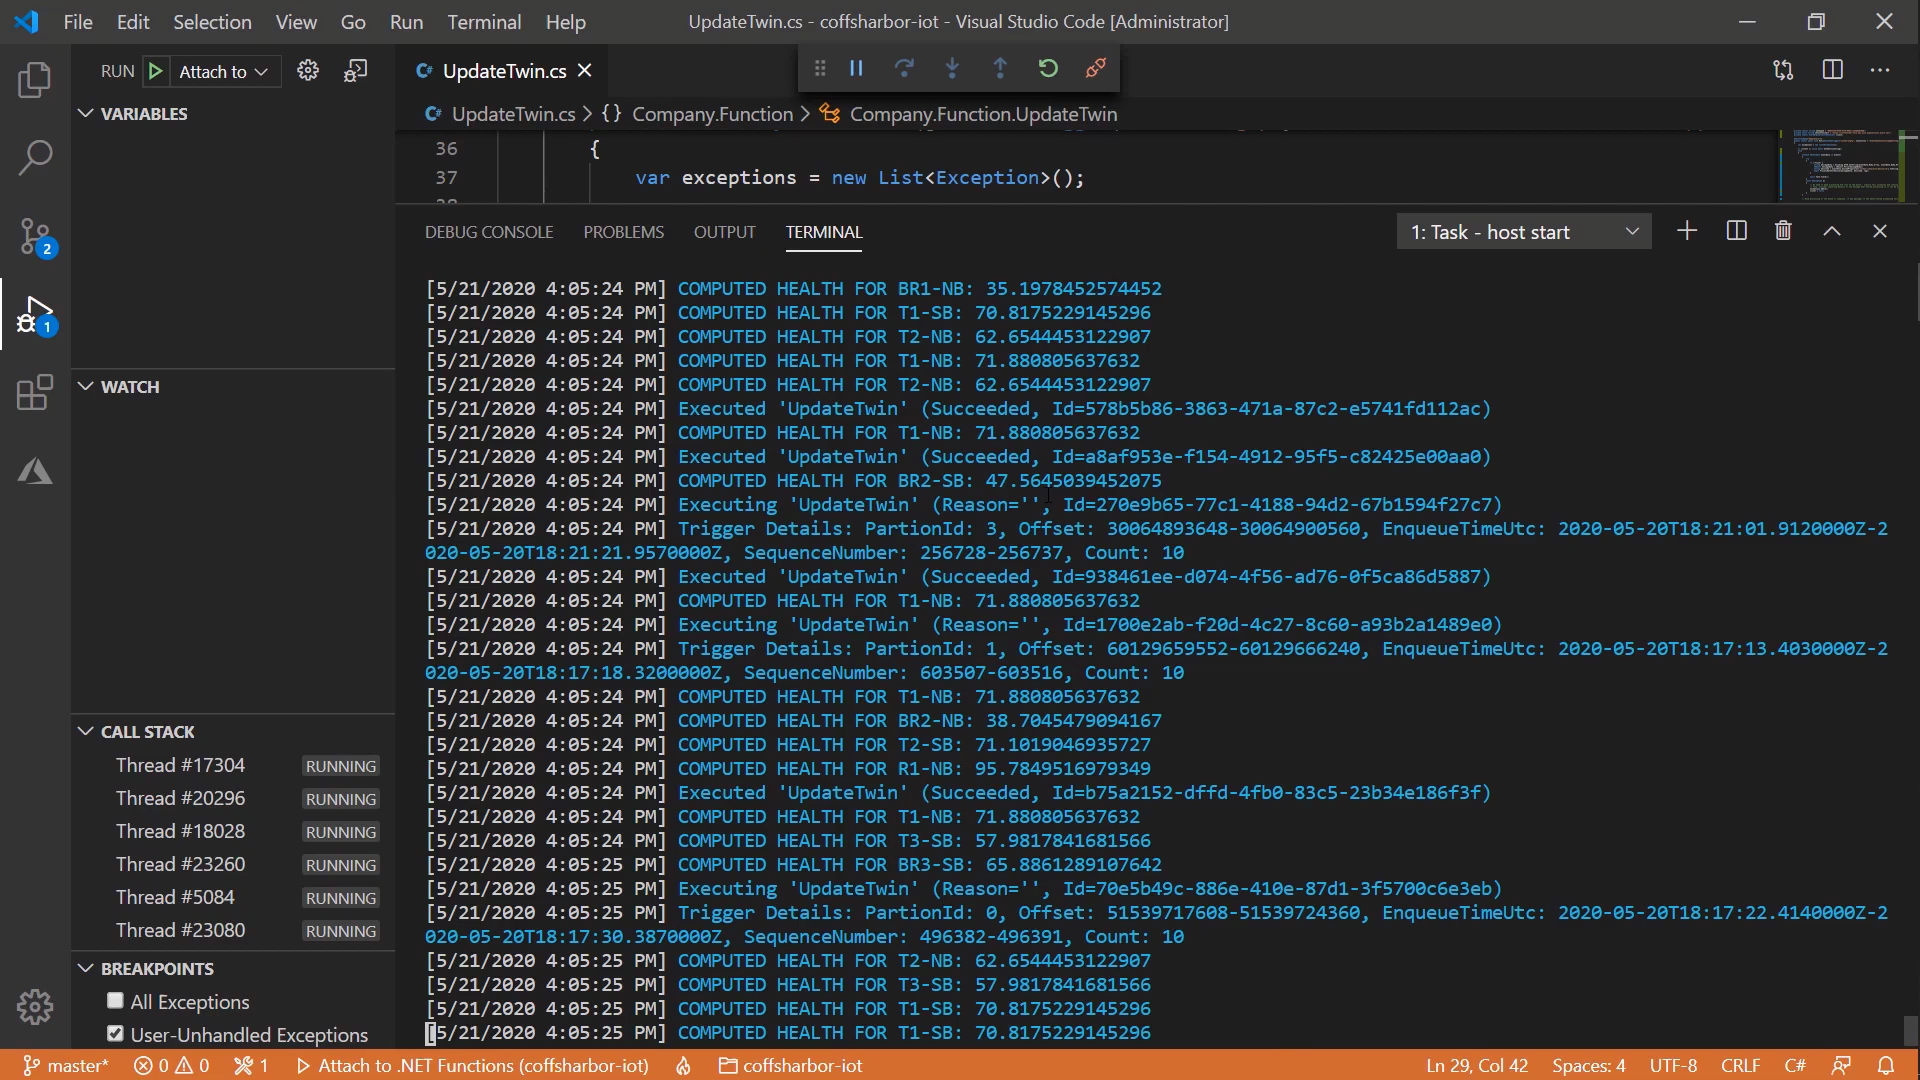 File Edit Selection View Go Run Terminal Help
UpdateTwin.cs - coffsharbor-iot - Visual Studio Code [Administrator]
RUN Attach to
C# UpdateTwin.cs
C# UpdateTwin.cs > {} Company.Function > Company.Function.UpdateTwin
VARIABLES
36 {
37 var exceptions = new List<Exception>();
DEBUG CONSOLE PROBLEMS OUTPUT TERMINAL
1: Task - host start
2
1
[5/21/2020 4:05:24 PM] COMPUTED HEALTH FOR BR1-NB: 35.1978452574452
[5/21/2020 4:05:24 PM] COMPUTED HEALTH FOR T1-SB: 70.8175229145296
[5/21/2020 4:05:24 PM] COMPUTED HEALTH FOR T2-NB: 62.6544453122907
[5/21/2020 4:05:24 PM] COMPUTED HEALTH FOR T1-NB: 71.880805637632
[5/21/2020 4:05:24 PM] COMPUTED HEALTH FOR T2-NB: 62.6544453122907
[5/21/2020 4:05:24 PM] Executed 'UpdateTwin' (Succeeded, Id=578b5b86-3863-471a-87c2-e5741fd112ac)
[5/21/2020 4:05:24 PM] COMPUTED HEALTH FOR T1-NB: 71.880805637632
[5/21/2020 4:05:24 PM] Executed 'UpdateTwin' (Succeeded, Id=a8af953e-f154-4912-95f5-c82425e00aa0)
[5/21/2020 4:05:24 PM] COMPUTED HEALTH FOR BR2-SB: 47.5645039452075
[5/21/2020 4:05:24 PM] Executing 'UpdateTwin' (Reason='', Id=270e9b65-77c1-4188-94d2-67b1594f27c7)
[5/21/2020 4:05:24 PM] Trigger Details: PartionId: 3, Offset: 30064893648-30064900560, EnqueueTimeUtc: 2020-05-20T18:21:01.9120000Z-2
020-05-20T18:21:21.9570000Z, SequenceNumber: 256728-256737, Count: 10
[5/21/2020 4:05:24 PM] Executed 'UpdateTwin' (Succeeded, Id=938461ee-d074-4f56-ad76-0f5ca86d5887)
[5/21/2020 4:05:24 PM] COMPUTED HEALTH FOR T1-NB: 71.880805637632
[5/21/2020 4:05:24 PM] Executing 'UpdateTwin' (Reason='', Id=1700e2ab-f20d-4c27-8c60-a93b2a1489e0)
[5/21/2020 4:05:24 PM] Trigger Details: PartionId: 1, Offset: 60129659552-60129666240, EnqueueTimeUtc: 2020-05-20T18:17:13.4030000Z-2
020-05-20T18:17:18.3200000Z, SequenceNumber: 603507-603516, Count: 10
[5/21/2020 4:05:24 PM] COMPUTED HEALTH FOR T1-NB: 71.880805637632
[5/21/2020 4:05:24 PM] COMPUTED HEALTH FOR BR2-NB: 38.7045479094167
[5/21/2020 4:05:24 PM] COMPUTED HEALTH FOR T2-SB: 71.1019046935727
[5/21/2020 4:05:24 PM] COMPUTED HEALTH FOR R1-NB: 95.7849516979349
[5/21/2020 4:05:24 PM] Executed 'UpdateTwin' (Succeeded, Id=b75a2152-dffd-4fb0-83c5-23b34e186f3f)
[5/21/2020 4:05:24 PM] COMPUTED HEALTH FOR T1-NB: 71.880805637632
[5/21/2020 4:05:24 PM] COMPUTED HEALTH FOR T3-SB: 57.9817841681566
[5/21/2020 4:05:25 PM] COMPUTED HEALTH FOR BR3-SB: 65.8861289107642
[5/21/2020 4:05:25 PM] Executing 'UpdateTwin' (Reason='', Id=70e5b49c-886e-410e-87d1-3f5700c6e3eb)
[5/21/2020 4:05:25 PM] Trigger Details: PartionId: 0, Offset: 51539717608-51539724360, EnqueueTimeUtc: 2020-05-20T18:17:22.4140000Z-2
020-05-20T18:17:30.3870000Z, SequenceNumber: 496382-496391, Count: 10
[5/21/2020 4:05:25 PM] COMPUTED HEALTH FOR T2-NB: 62.6544453122907
[5/21/2020 4:05:25 PM] COMPUTED HEALTH FOR T3-SB: 57.9817841681566
[5/21/2020 4:05:25 PM] COMPUTED HEALTH FOR T1-SB: 70.8175229145296
[5/21/2020 4:05:25 PM] COMPUTED HEALTH FOR T1-SB: 70.8175229145296
WATCH
CALL STACK
Thread #17304 RUNNING
Thread #20296 RUNNING
Thread #18028 RUNNING
Thread #23260 RUNNING
Thread #5084 RUNNING
Thread #23080 RUNNING
BREAKPOINTS
All Exceptions
User-Unhandled Exceptions
master* 0 0 1 Attach to .NET Functions (coffsharbor-iot) coffsharbor-iot Ln 29, Col 42 Spaces: 4 UTF-8 CRLF C#